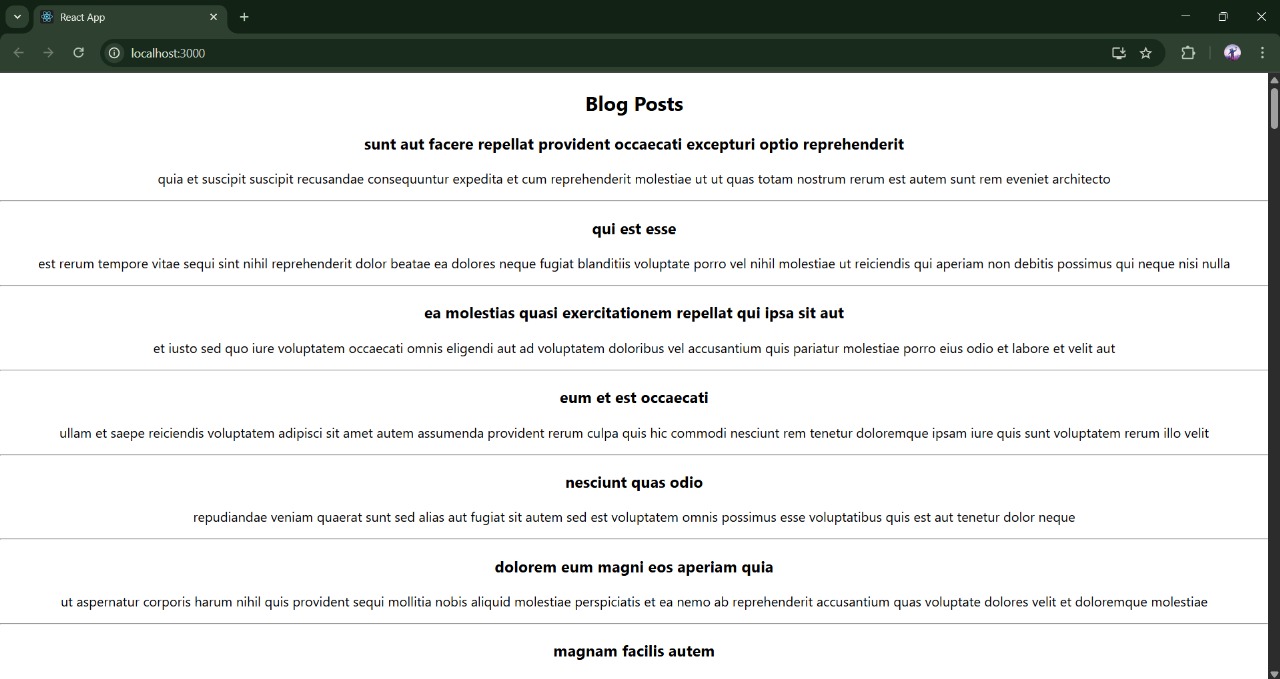 React App
localhost:3000
Blog Posts
sunt aut facere repellat provident occaecati excepturi optio reprehenderit
quia et suscipit suscipit recusandae consequuntur expedita et cum reprehenderit molestiae ut ut quas totam nostrum rerum est autem sunt rem eveniet architecto
qui est esse
est rerum tempore vitae sequi sint nihil reprehenderit dolor beatae ea dolores neque fugiat blanditiis voluptate porro vel nihil molestiae ut reiciendis qui aperiam non debitis possimus qui neque nisi nulla
ea molestias quasi exercitationem repellat qui ipsa sit aut
et iusto sed quo iure voluptatem occaecati omnis eligendi aut ad voluptatem doloribus vel accusantium quis pariatur molestiae porro eius odio et labore et velit aut
eum et est occaecati
ullam et saepe reiciendis voluptatem adipisci sit amet autem assumenda provident rerum culpa quis hic commodi nesciunt rem tenetur doloremque ipsam iure quis sunt voluptatem rerum illo velit
nesciunt quas odio
repudiandae veniam quaerat sunt sed alias aut fugiat sit autem sed est voluptatem omnis possimus esse voluptatibus quis est aut tenetur dolor neque
dolorem eum magni eos aperiam quia
ut aspernatur corporis harum nihil quis provident sequi mollitia nobis aliquid molestiae perspiciatis et ea nemo ab reprehenderit accusantium quas voluptate dolores velit et doloremque molestiae
magnam facilis autem